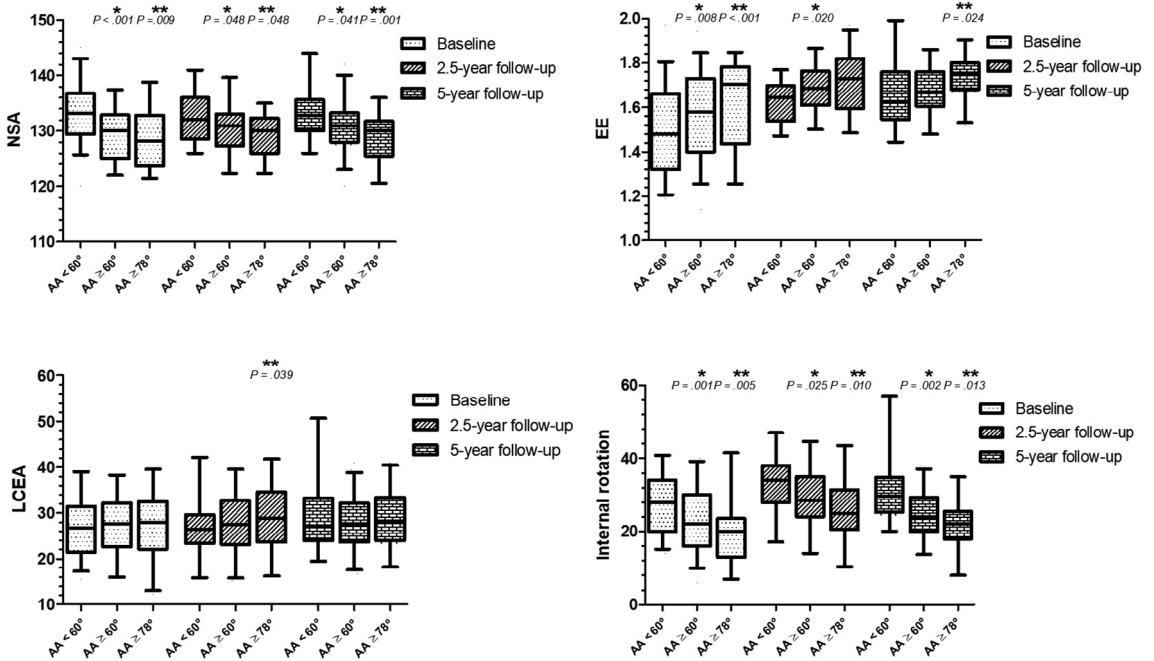 * ** * ** * **
P < .001 P = .009 P = .048 P = .048 P = .041 P = .001
150
140
130
120
110
NSA
Baseline
2.5-year follow-up
5-year follow-up
AA < 60° AA ≥ 60° AA ≥ 78° AA < 60° AA ≥ 60° AA ≥ 78° AA < 60° AA ≥ 60° AA ≥ 78°
* ** * **
P = .008 P < .001 P = .020 P = .024
2.0
1.8
1.6
1.4
1.2
1.0
EE
Baseline
2.5-year follow-up
5-year follow-up
AA < 60° AA ≥ 60° AA ≥ 78° AA < 60° AA ≥ 60° AA ≥ 78° AA < 60° AA ≥ 60° AA ≥ 78°
**
P = .039
60
50
40
30
20
10
LCEA
Baseline
2.5-year follow-up
5-year follow-up
AA < 60° AA ≥ 60° AA ≥ 78° AA < 60° AA ≥ 60° AA ≥ 78° AA < 60° AA ≥ 60° AA ≥ 78°
* ** * ** * **
P = .001 P = .005 P = .025 P = .010 P = .002 P = .013
60
40
20
0
Internal rotation
Baseline
2.5-year follow-up
5-year follow-up
AA < 60° AA ≥ 60° AA ≥ 78° AA < 60° AA ≥ 60° AA ≥ 78° AA < 60° AA ≥ 60° AA ≥ 78°